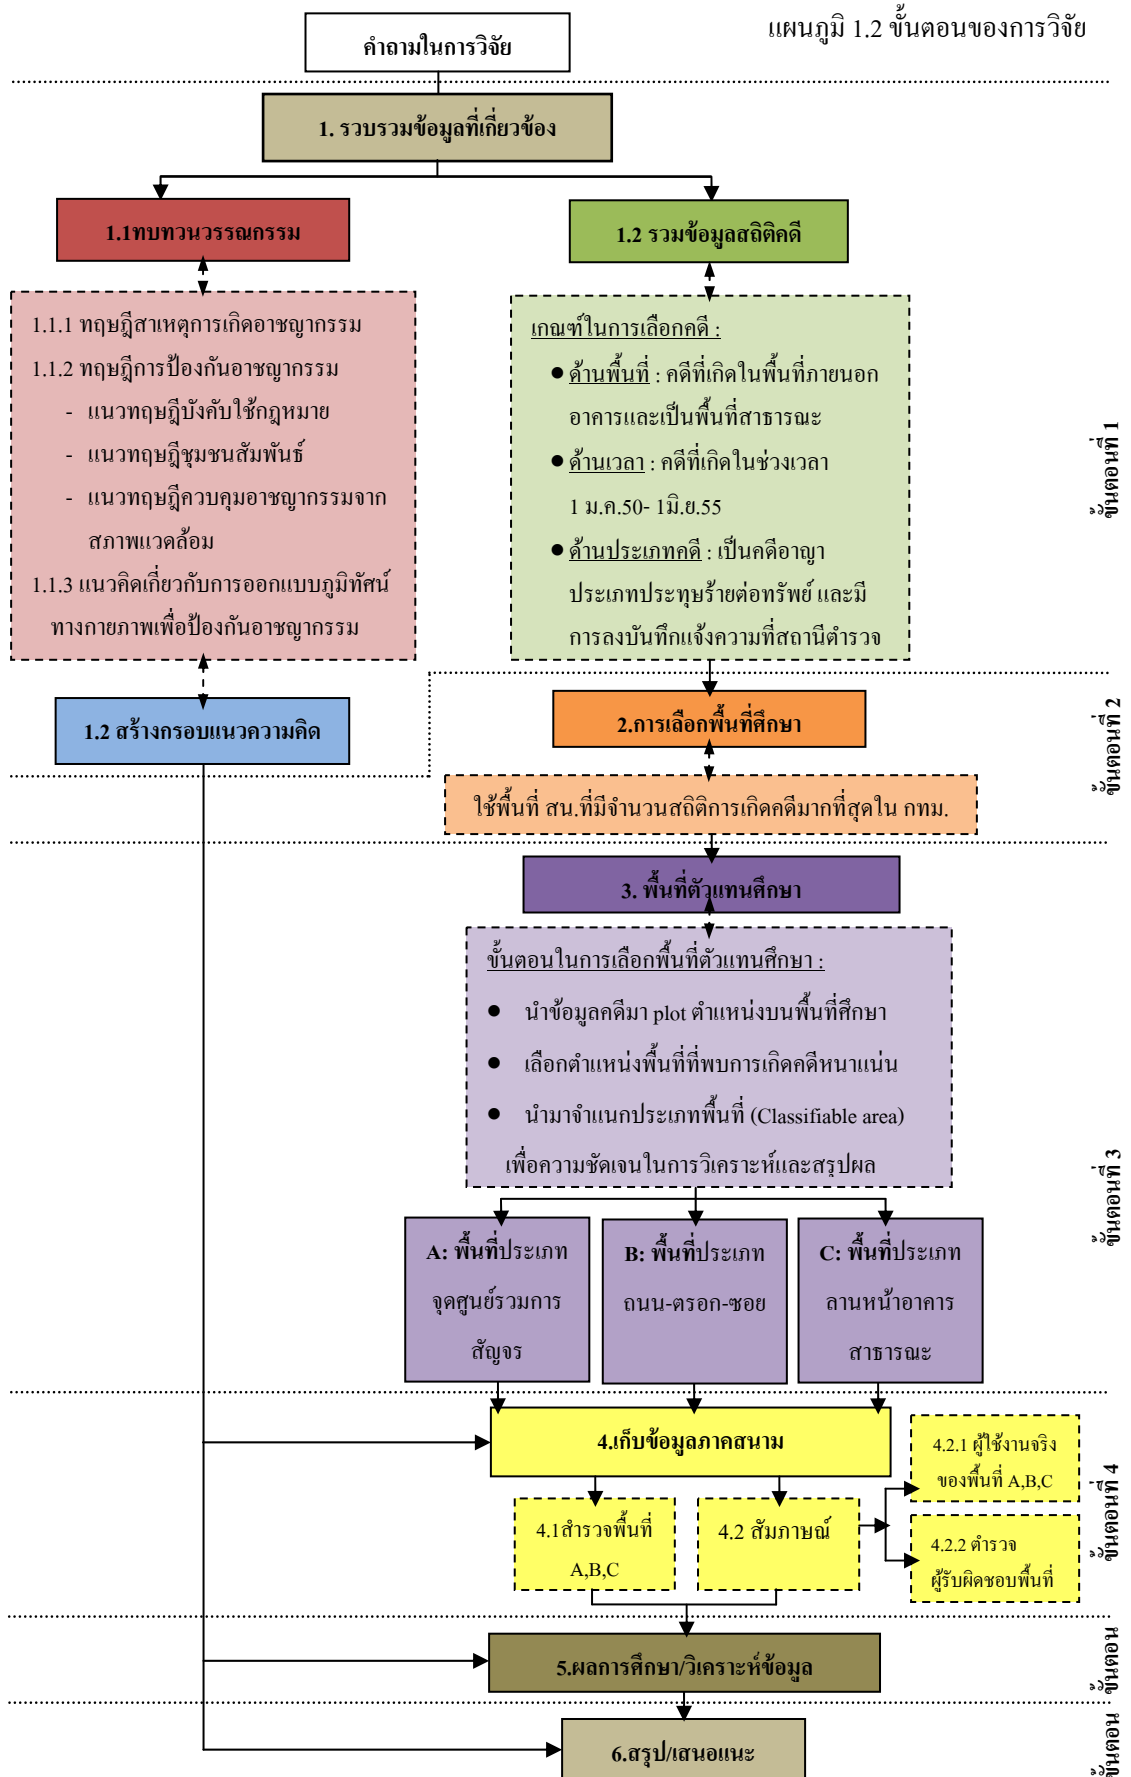 แผนภูมิ 1.2 ขั้นตอนของการวิจัย
คำถามในการวิจัย
1. รวบรวมข้อมูลที่เกี่ยวข้อง
1.1ทบทวนวรรณกรรม
1.2 รวมข้อมูลสถิติคดี
1.1.1 ทฤษฎีสาเหตุการเกิดอาชญากรรม
1.1.2 ทฤษฎีการป้องกันอาชญากรรม
- แนวทฤษฎีบังคับใช้กฎหมาย
- แนวทฤษฎีชุมชนสัมพันธ์
- แนวทฤษฎีควบคุมอาชญากรรมจาก
สภาพแวดล้อม
1.1.3 แนวคิดเกี่ยวกับการออกแบบภูมิทัศน์
ทางกายภาพเพื่อป้องกันอาชญากรรม
เกณฑ์ในการเลือกคดี :
● ด้านพื้นที่ : คดีที่เกิดในพื้นที่ภายนอก
อาคารและเป็นพื้นที่สาธารณะ
● ด้านเวลา : คดีที่เกิดในช่วงเวลา
1 ม.ค.50- 1มิ.ย.55
● ด้านประเภทคดี : เป็นคดีอาญา
ประเภทประทุษร้ายต่อทรัพย์ และมี
การลงบันทึกแจ้งความที่สถานีตำรวจ
ขั้นตอนที่ 1
1.2 สร้างกรอบแนวความคิด
2.การเลือกพื้นที่ศึกษา
ใช้พื้นที่ สน.ที่มีจำนวนสถิติการเกิดคดีมากที่สุดใน กทม.
ขั้นตอนที่ 2
3. พื้นที่ตัวแทนศึกษา
ขั้นตอนในการเลือกพื้นที่ตัวแทนศึกษา :
● นำข้อมูลคดีมา plot ตำแหน่งบนพื้นที่ศึกษา
● เลือกตำแหน่งพื้นที่ที่พบการเกิดคดีหนาแน่น
● นำมาจำแนกประเภทพื้นที่ (Classifiable area)
เพื่อความชัดเจนในการวิเคราะห์และสรุปผล
A: พื้นที่ประเภท
จุดศูนย์รวมการ
สัญจร
B: พื้นที่ประเภท
ถนน-ตรอก-ซอย
C: พื้นที่ประเภท
ลานหน้าอาคาร
สาธารณะ
ขั้นตอนที่ 3
4.เก็บข้อมูลภาคสนาม
4.1สำรวจพื้นที่
A,B,C
4.2 สัมภาษณ์
4.2.1 ผู้ใช้งานจริง
ของพื้นที่ A,B,C
4.2.2 ตำรวจ
ผู้รับผิดชอบพื้นที่
ขั้นตอนที่ 4
5.ผลการศึกษา/วิเคราะห์ข้อมูล
ขั้นตอน
6.สรุป/เสนอแนะ
ขั้นตอน